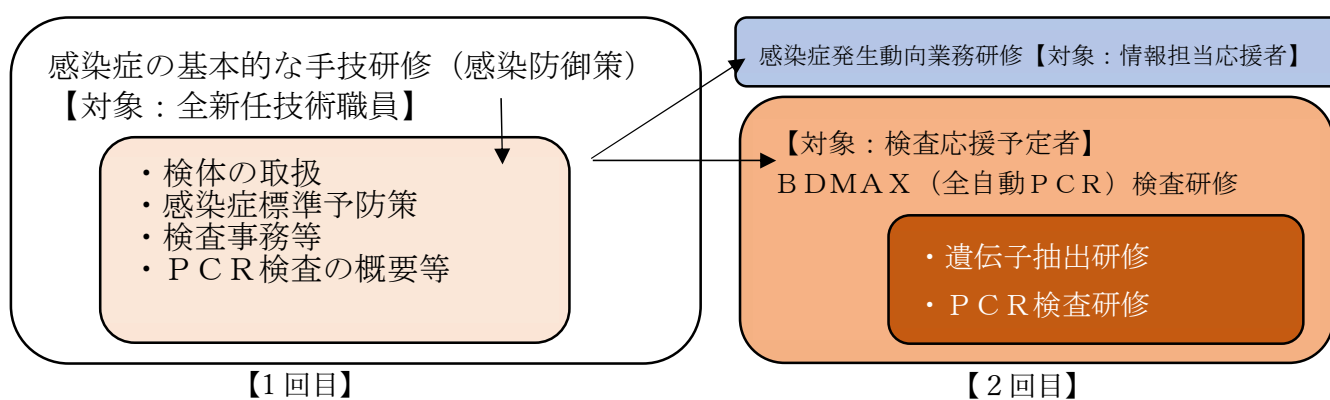 感染症の基本的な手技研修（感染防御策）
【対象：全新任技術職員】
・検体の取扱
・感染症標準予防策
・検査事務等
・ＰＣＲ検査の概要等
【1 回目】
感染症発生動向業務研修【対象：情報担当応援者】
【対象：検査応援予定者】
ＢＤＭＡＸ（全自動ＰＣＲ）検査研修
・遺伝子抽出研修
・ＰＣＲ検査研修
【２回目】